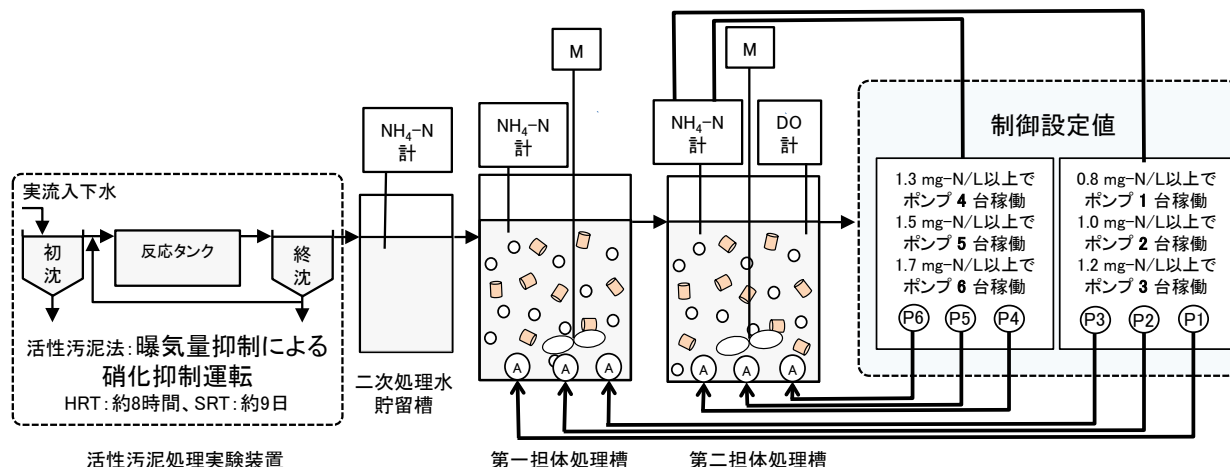 実流入下水
初
沈
反応タンク
終
沈
活性汚泥法：曝気量抑制による
硝化抑制運転
HRT：約8時間、SRT：約9日
活性汚泥処理実験装置
NH₄-N
計
二次処理水
貯留槽
NH₄-N
計
M
A
A
A
第一担体処理槽
NH₄-N
計
M
DO
計
A
A
A
第二担体処理槽
制御設定値
1.3 mg-N/L以上で
ポンプ 4 台稼働
1.5 mg-N/L以上で
ポンプ 5 台稼働
1.7 mg-N/L以上で
ポンプ 6 台稼働
P6 P5 P4
0.8 mg-N/L以上で
ポンプ 1 台稼働
1.0 mg-N/L以上で
ポンプ 2 台稼働
1.2 mg-N/L以上で
ポンプ 3 台稼働
P3 P2 P1